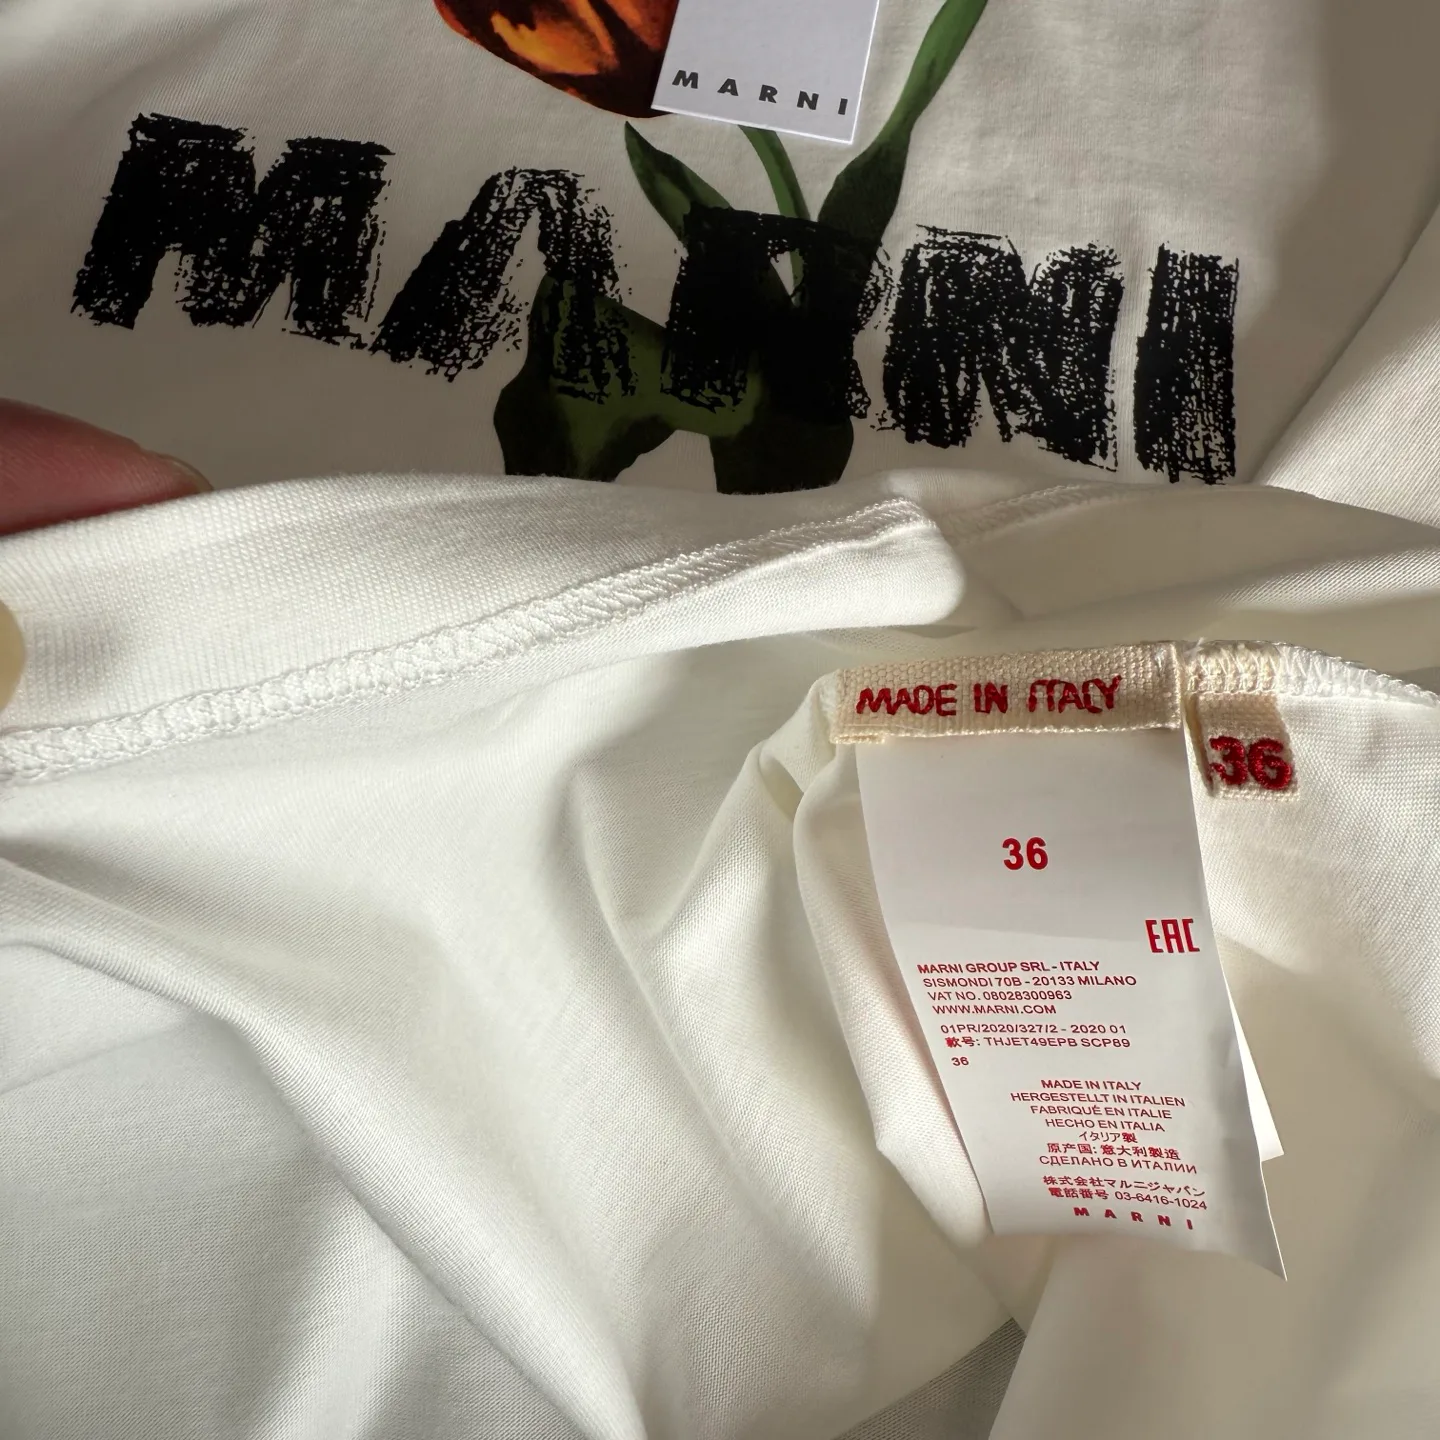 MARNI
MARNI
MADE IN ITALY
36
36
EAC
MARNI GROUP SRL - ITALY
SISMONDI 70B - 20133 MILANO
VAT NO. 08028300963
WWW.MARNI.COM
01PR/2020/327/2 - 2020 01
款号: THJET49EPB SCP89
36
MADE IN ITALY
HERGESTELLT IN ITALIEN
FABRIQUÉ EN ITALIE
HECHO EN ITALIA
イタリア製
原产国: 意大利製造
СДЕЛАНО В ИТАЛИИ
株式会社マルニジャパン
電話番号 03-6416-1024
MARNI